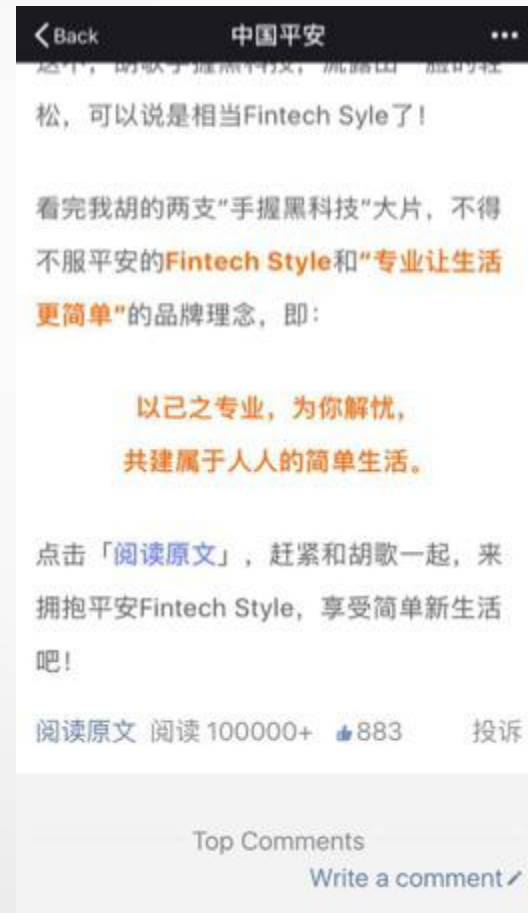 Back
中国平安
松，可以说是相当Fintech Syle了！
看完我胡的两支"手握黑科技"大片，不得
不服平安的Fintech Style和"专业让生活
更简单"的品牌理念，即：
以己之专业，为你解忧，
共建属于人人的简单生活。
点击「阅读原文」，赶紧和胡歌一起，来
拥抱平安Fintech Style，享受简单新生活
吧！
阅读原文 阅读 100000+ 883 投诉
Top Comments
Write a comment